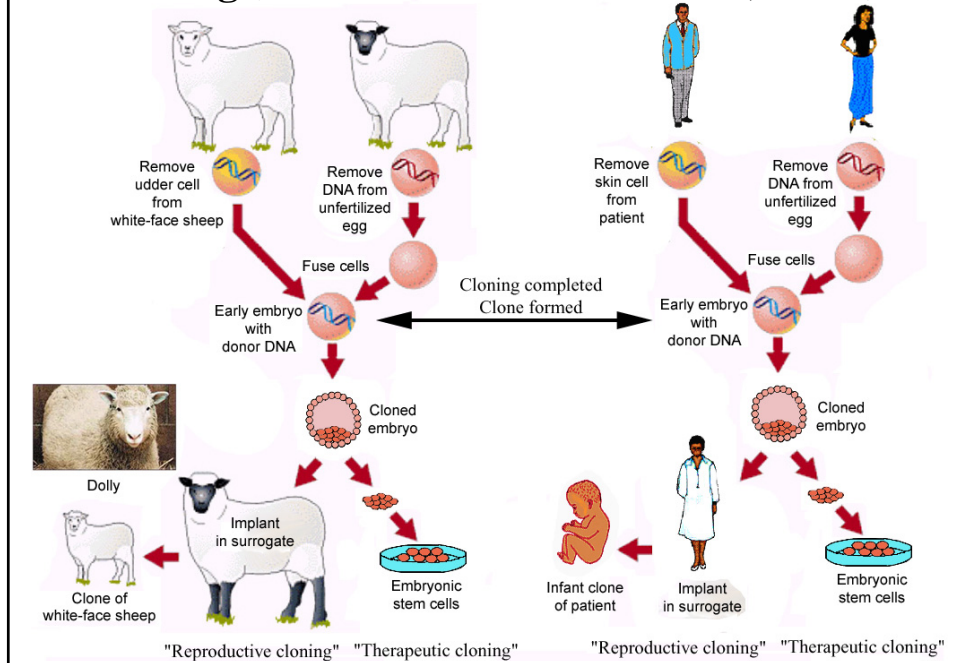 Remove
udder cell
from
white-face sheep
Remove
DNA from
unfertilized
egg
Fuse cells
Early embryo
with
donor DNA
Cloning completed
Clone formed
Remove
skin cell
from
patient
Remove
DNA from
unfertilized
egg
Fuse cells
Early embryo
with
donor DNA
Cloned
embryo
Dolly
Implant
in surrogate
Clone of
white-face sheep
Embryonic
stem cells
"Reproductive cloning" "Therapeutic cloning"
Cloned
embryo
Infant clone
of patient
Implant
in surrogate
Embryonic
stem cells
"Reproductive cloning" "Therapeutic cloning"